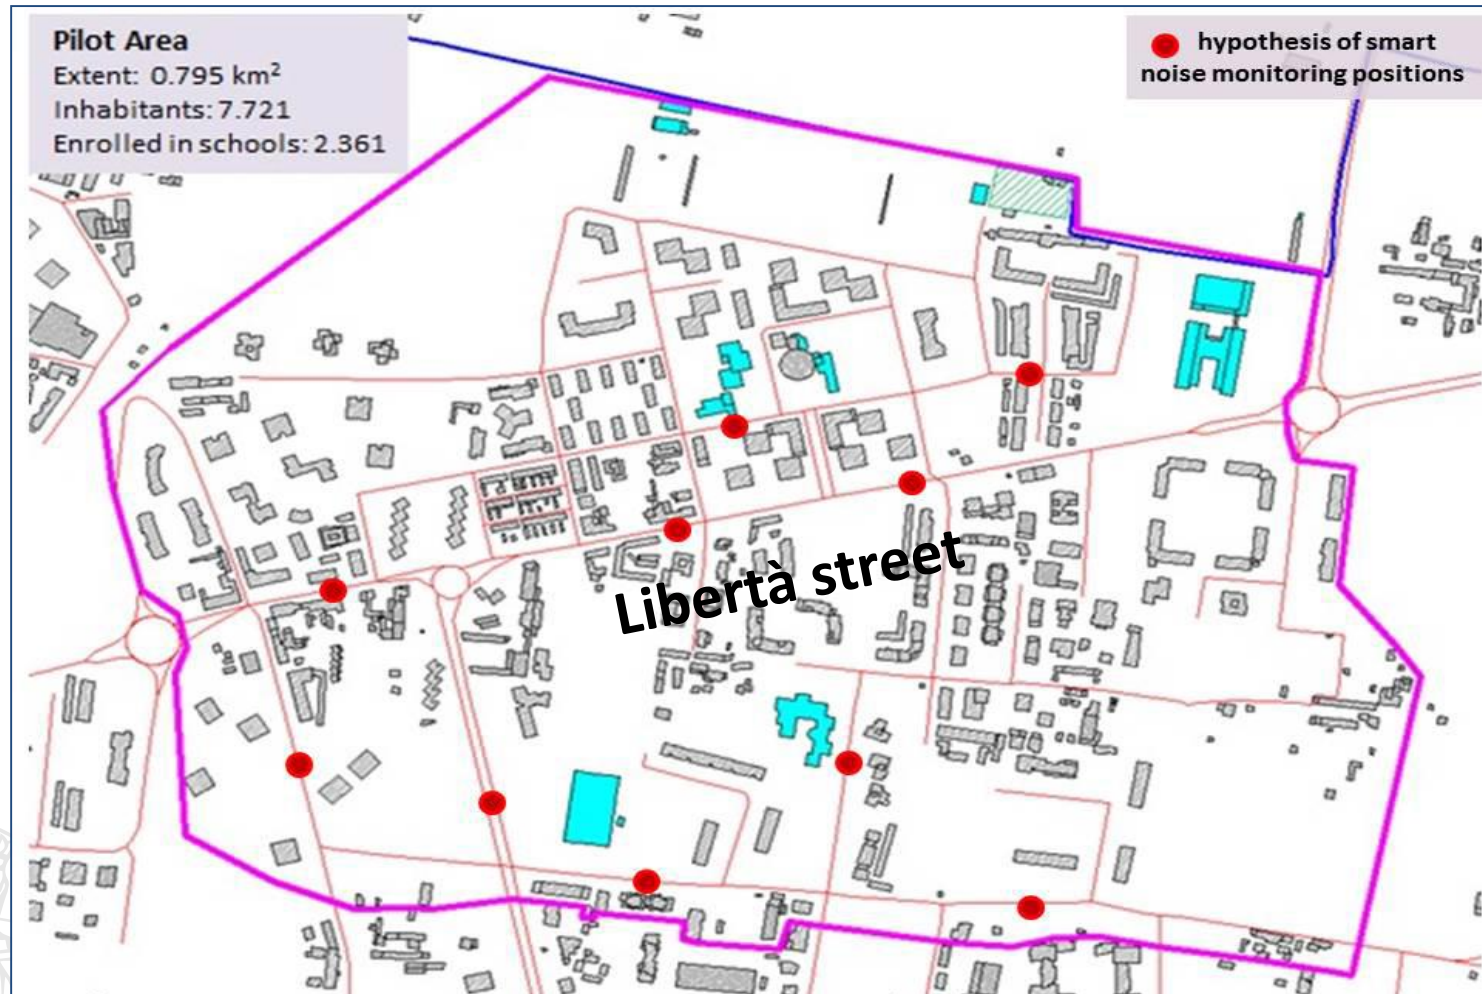 Pilot Area
Extent: 0.795 km²
Inhabitants: 7.721
Enrolled in schools: 2.361
hypothesis of smart
noise monitoring positions
Libertà street